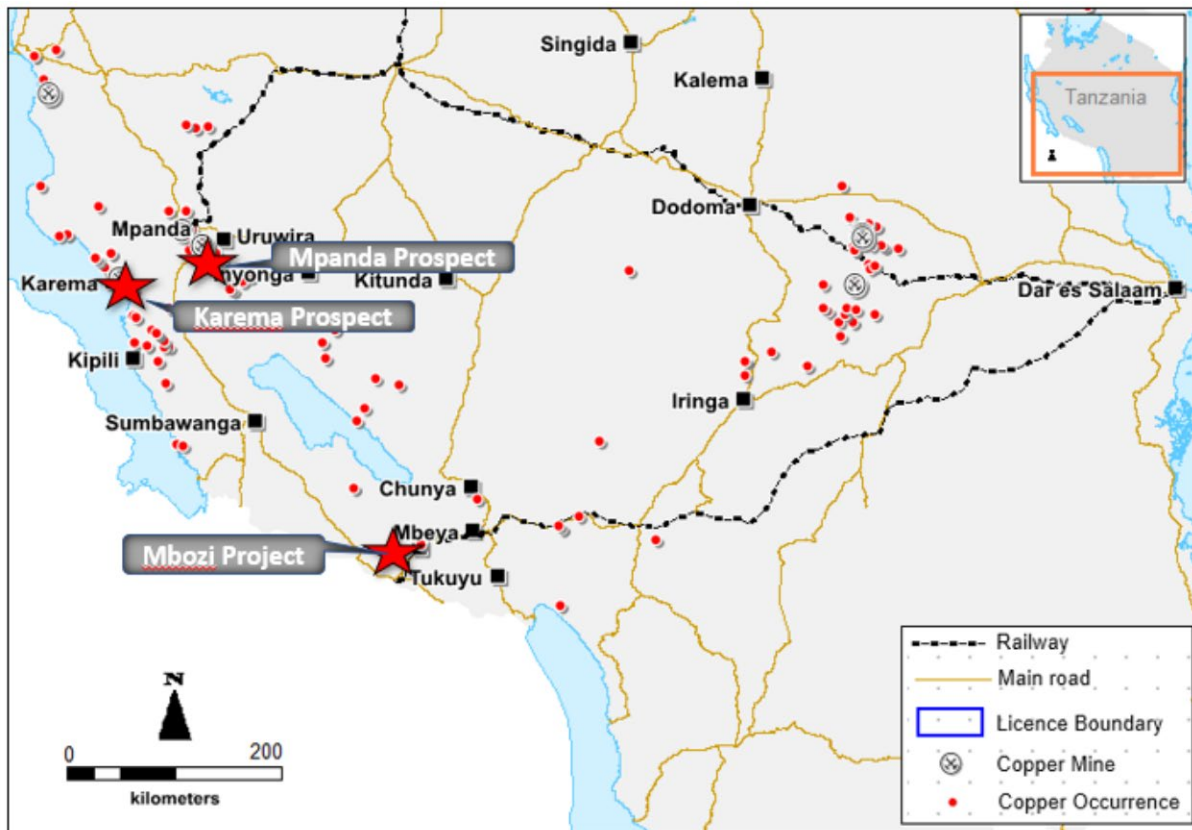 Singida
Kalema
Tanzania
Mpanda
Uruwira
Mpanda Prospect
nyonga
Kitunda
Dodoma
Karema
Karema Prospect
Dar es Salaam
Kipili
Iringa
Sumbawanga
Chunya
Mbeya
Mbozi Project
Tukuyu
N
0 200
kilometers
Railway
Main road
Licence Boundary
Copper Mine
Copper Occurrence